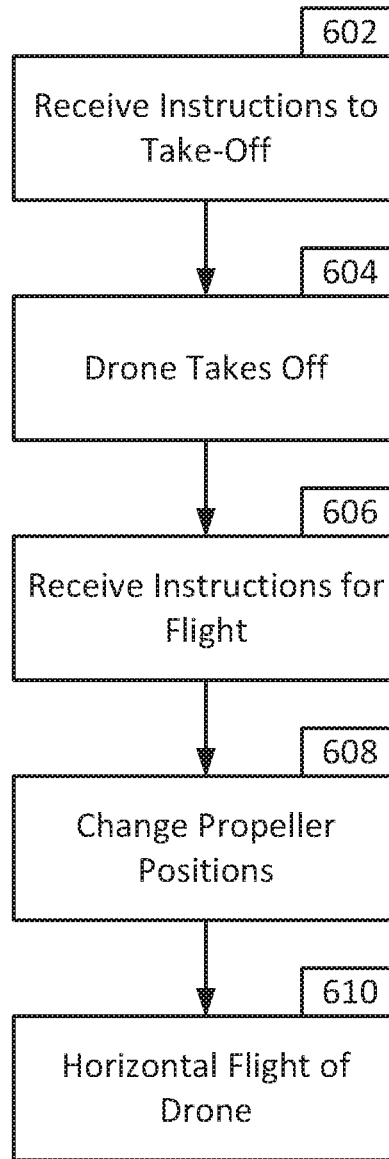 602
Receive Instructions to
Take-Off
604
Drone Takes Off
606
Receive Instructions for
Flight
608
Change Propeller
Positions
610
Horizontal Flight of
Drone